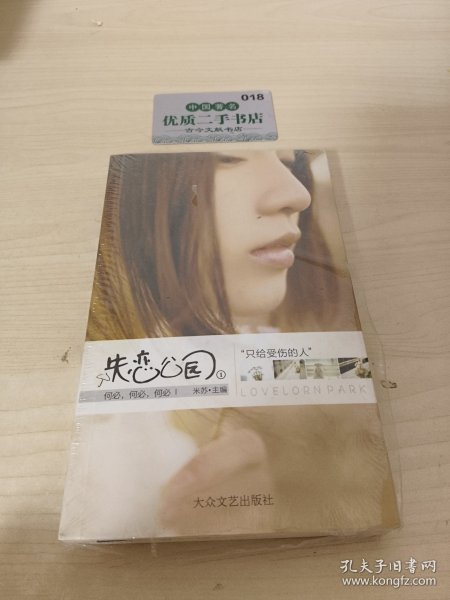 018
中国著名
优质二手书店
古今文献书店
失恋公园①
"只给受伤的人"
LOVELORN PARK
何必，何必，何必！ 米苏·主编
大众文艺出版社
孔夫子旧书网
www.kongfz.com